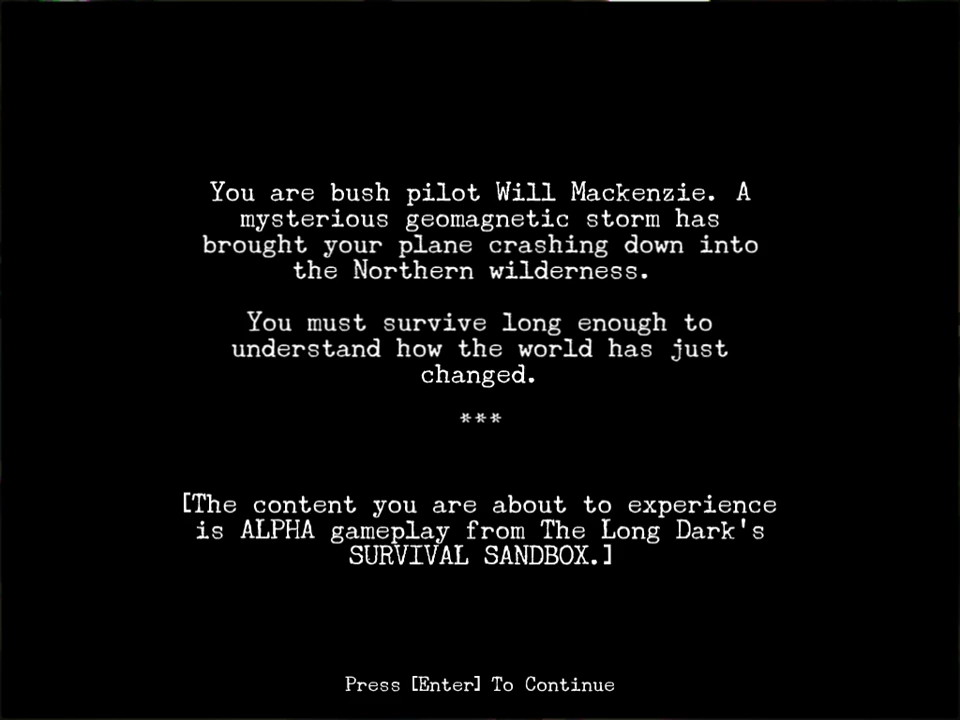 You are bush pilot Will Mackenzie. A
mysterious geomagnetic storm has
brought your plane crashing down into
the Northern wilderness.
You must survive long enough to
understand how the world has just
changed.
***
[The content you are about to experience
is ALPHA gameplay from The Long Dark's
SURVIVAL SANDBOX.]
Press [Enter] To Continue